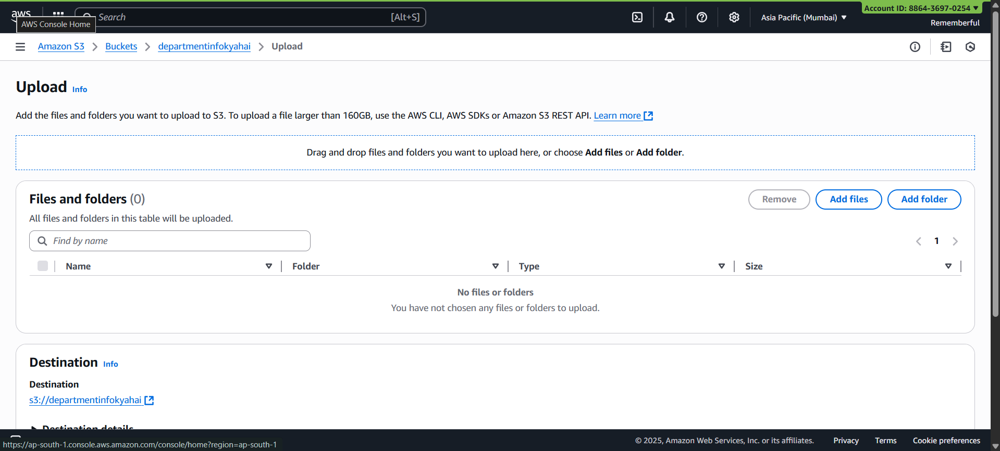 aws
Search [Alt+S]
Asia Pacific (Mumbai)
Account ID: 8864-3697-0254
Rememberful
AWS Console Home
Amazon S3 Buckets departmentinfokyahai Upload
Upload Info
Add the files and folders you want to upload to S3. To upload a file larger than 160GB, use the AWS CLI, AWS SDKs or Amazon S3 REST API. Learn more
Drag and drop files and folders you want to upload here, or choose Add files or Add folder.
Files and folders (0)
Remove Add files Add folder
All files and folders in this table will be uploaded.
Find by name
1
Name Folder Type Size
No files or folders
You have not chosen any files or folders to upload.
Destination Info
Destination
s3://departmentinfokyahai
Destination details
© 2025, Amazon Web Services, Inc. or its affiliates. Privacy Terms Cookie preferences
https://ap-south-1.console.aws.amazon.com/console/home?region=ap-south-1